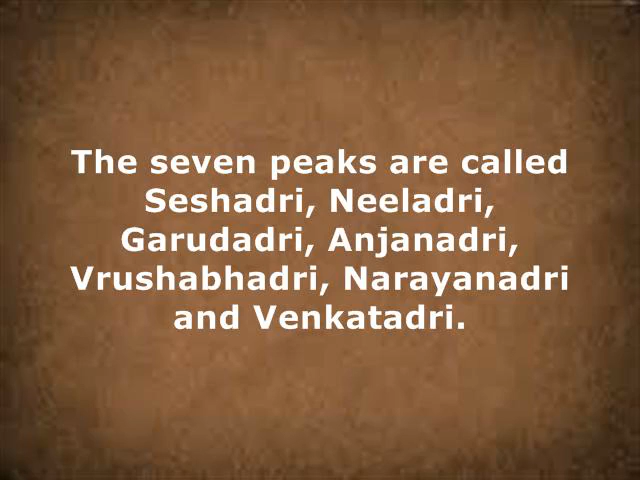 The seven peaks are called
Seshadri, Neeladri,
Garudadri, Anjanadri,
Vrushabhadri, Narayanadri
and Venkatadri.